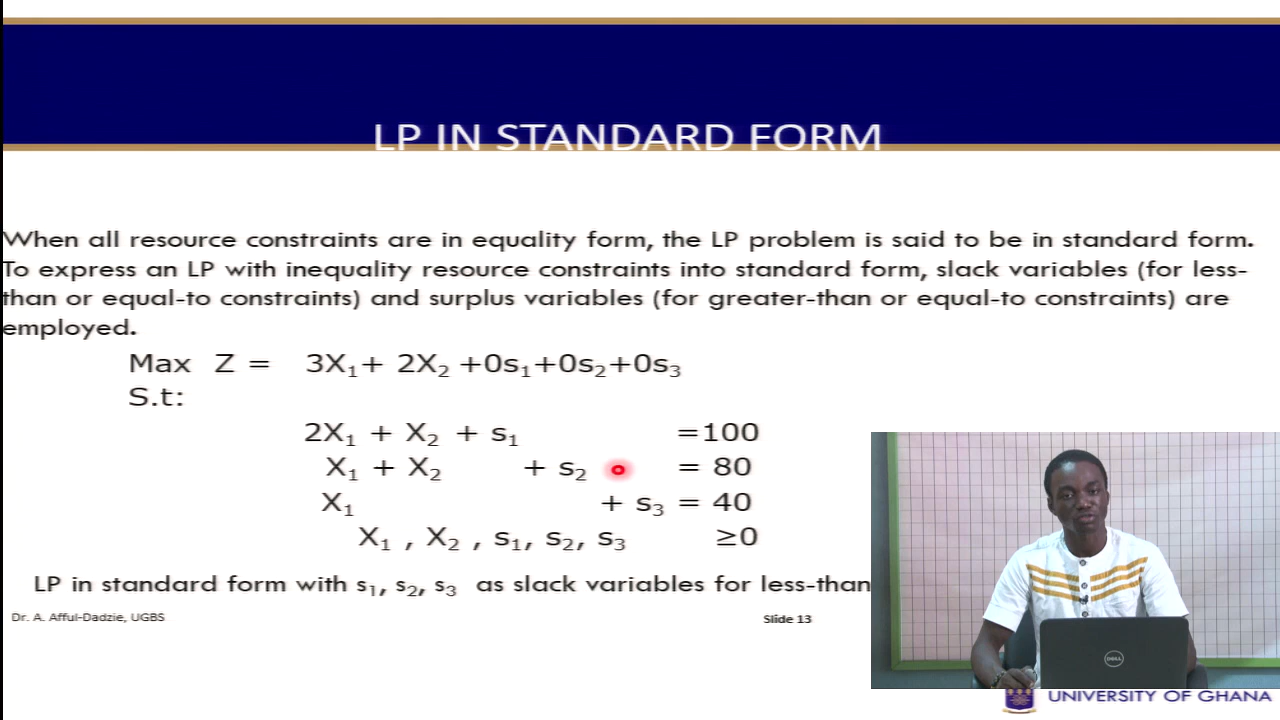 LP IN STANDARD FORM
When all resource constraints are in equality form, the LP problem is said to be in standard form.
To express an LP with inequality resource constraints into standard form, slack variables (for less-
than or equal-to constraints) and surplus variables (for greater-than or equal-to constraints) are
employed.
Max Z = 3X₁+ 2X₂ +0s₁+0s₂+0s₃
S.t:
2X₁ + X₂ + s₁ =100
X₁ + X₂ + s₂ = 80
X₁ + s₃ = 40
X₁ , X₂ , s₁, s₂, s₃ ≥0
LP in standard form with s₁, s₂, s₃ as slack variables for less-than
Dr. A. Afful-Dadzie, UGBS
Slide 13
DELL
UNIVERSITY OF GHANA